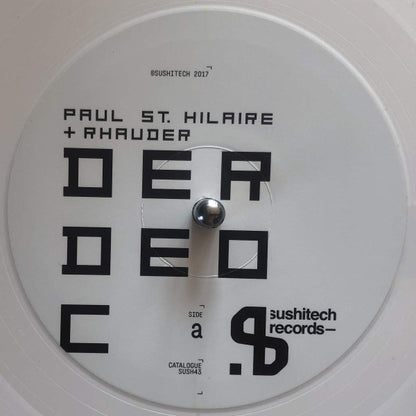 ©SUSHITECH 2017
PAUL ST. HILAIRE
+ RHAUDER
DER
DEO
C
SIDE
a
sushitech
records—
CATALOGUE
SUSH43